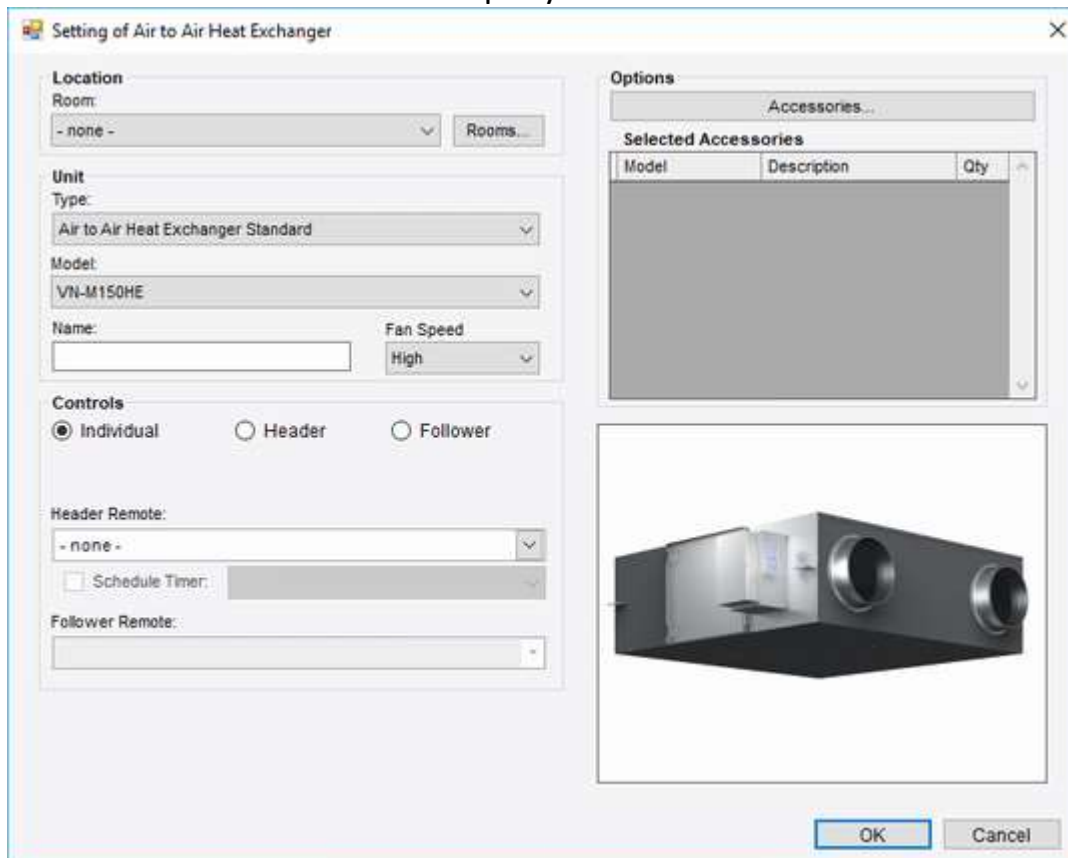 Setting of Air to Air Heat Exchanger
Location
Room:
- none -
Rooms...
Unit
Type:
Air to Air Heat Exchanger Standard
Model:
VN-M150HE
Name:
Fan Speed
High
Controls
Individual
Header
Follower
Header Remote:
- none -
Schedule Timer:
Follower Remote:
Options
Accessories...
Selected Accessories
Model
Description
Qty
OK
Cancel